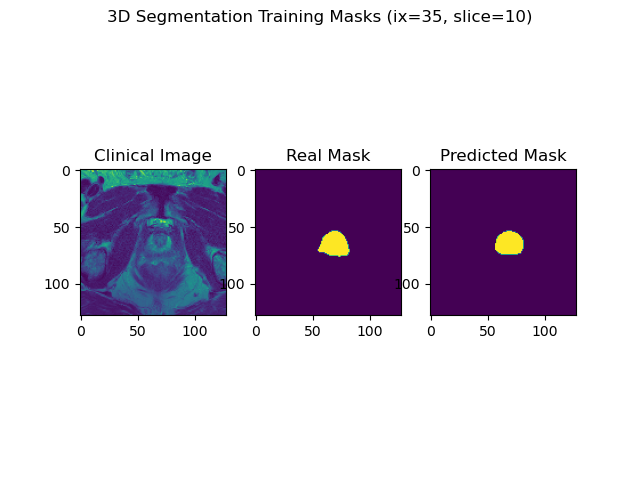 3D Segmentation Training Masks (ix=35, slice=10)
Clinical Image Real Mask Predicted Mask
0 0 0
50 50 50
100 100 100
0 50 100 0 50 100 0 50 100